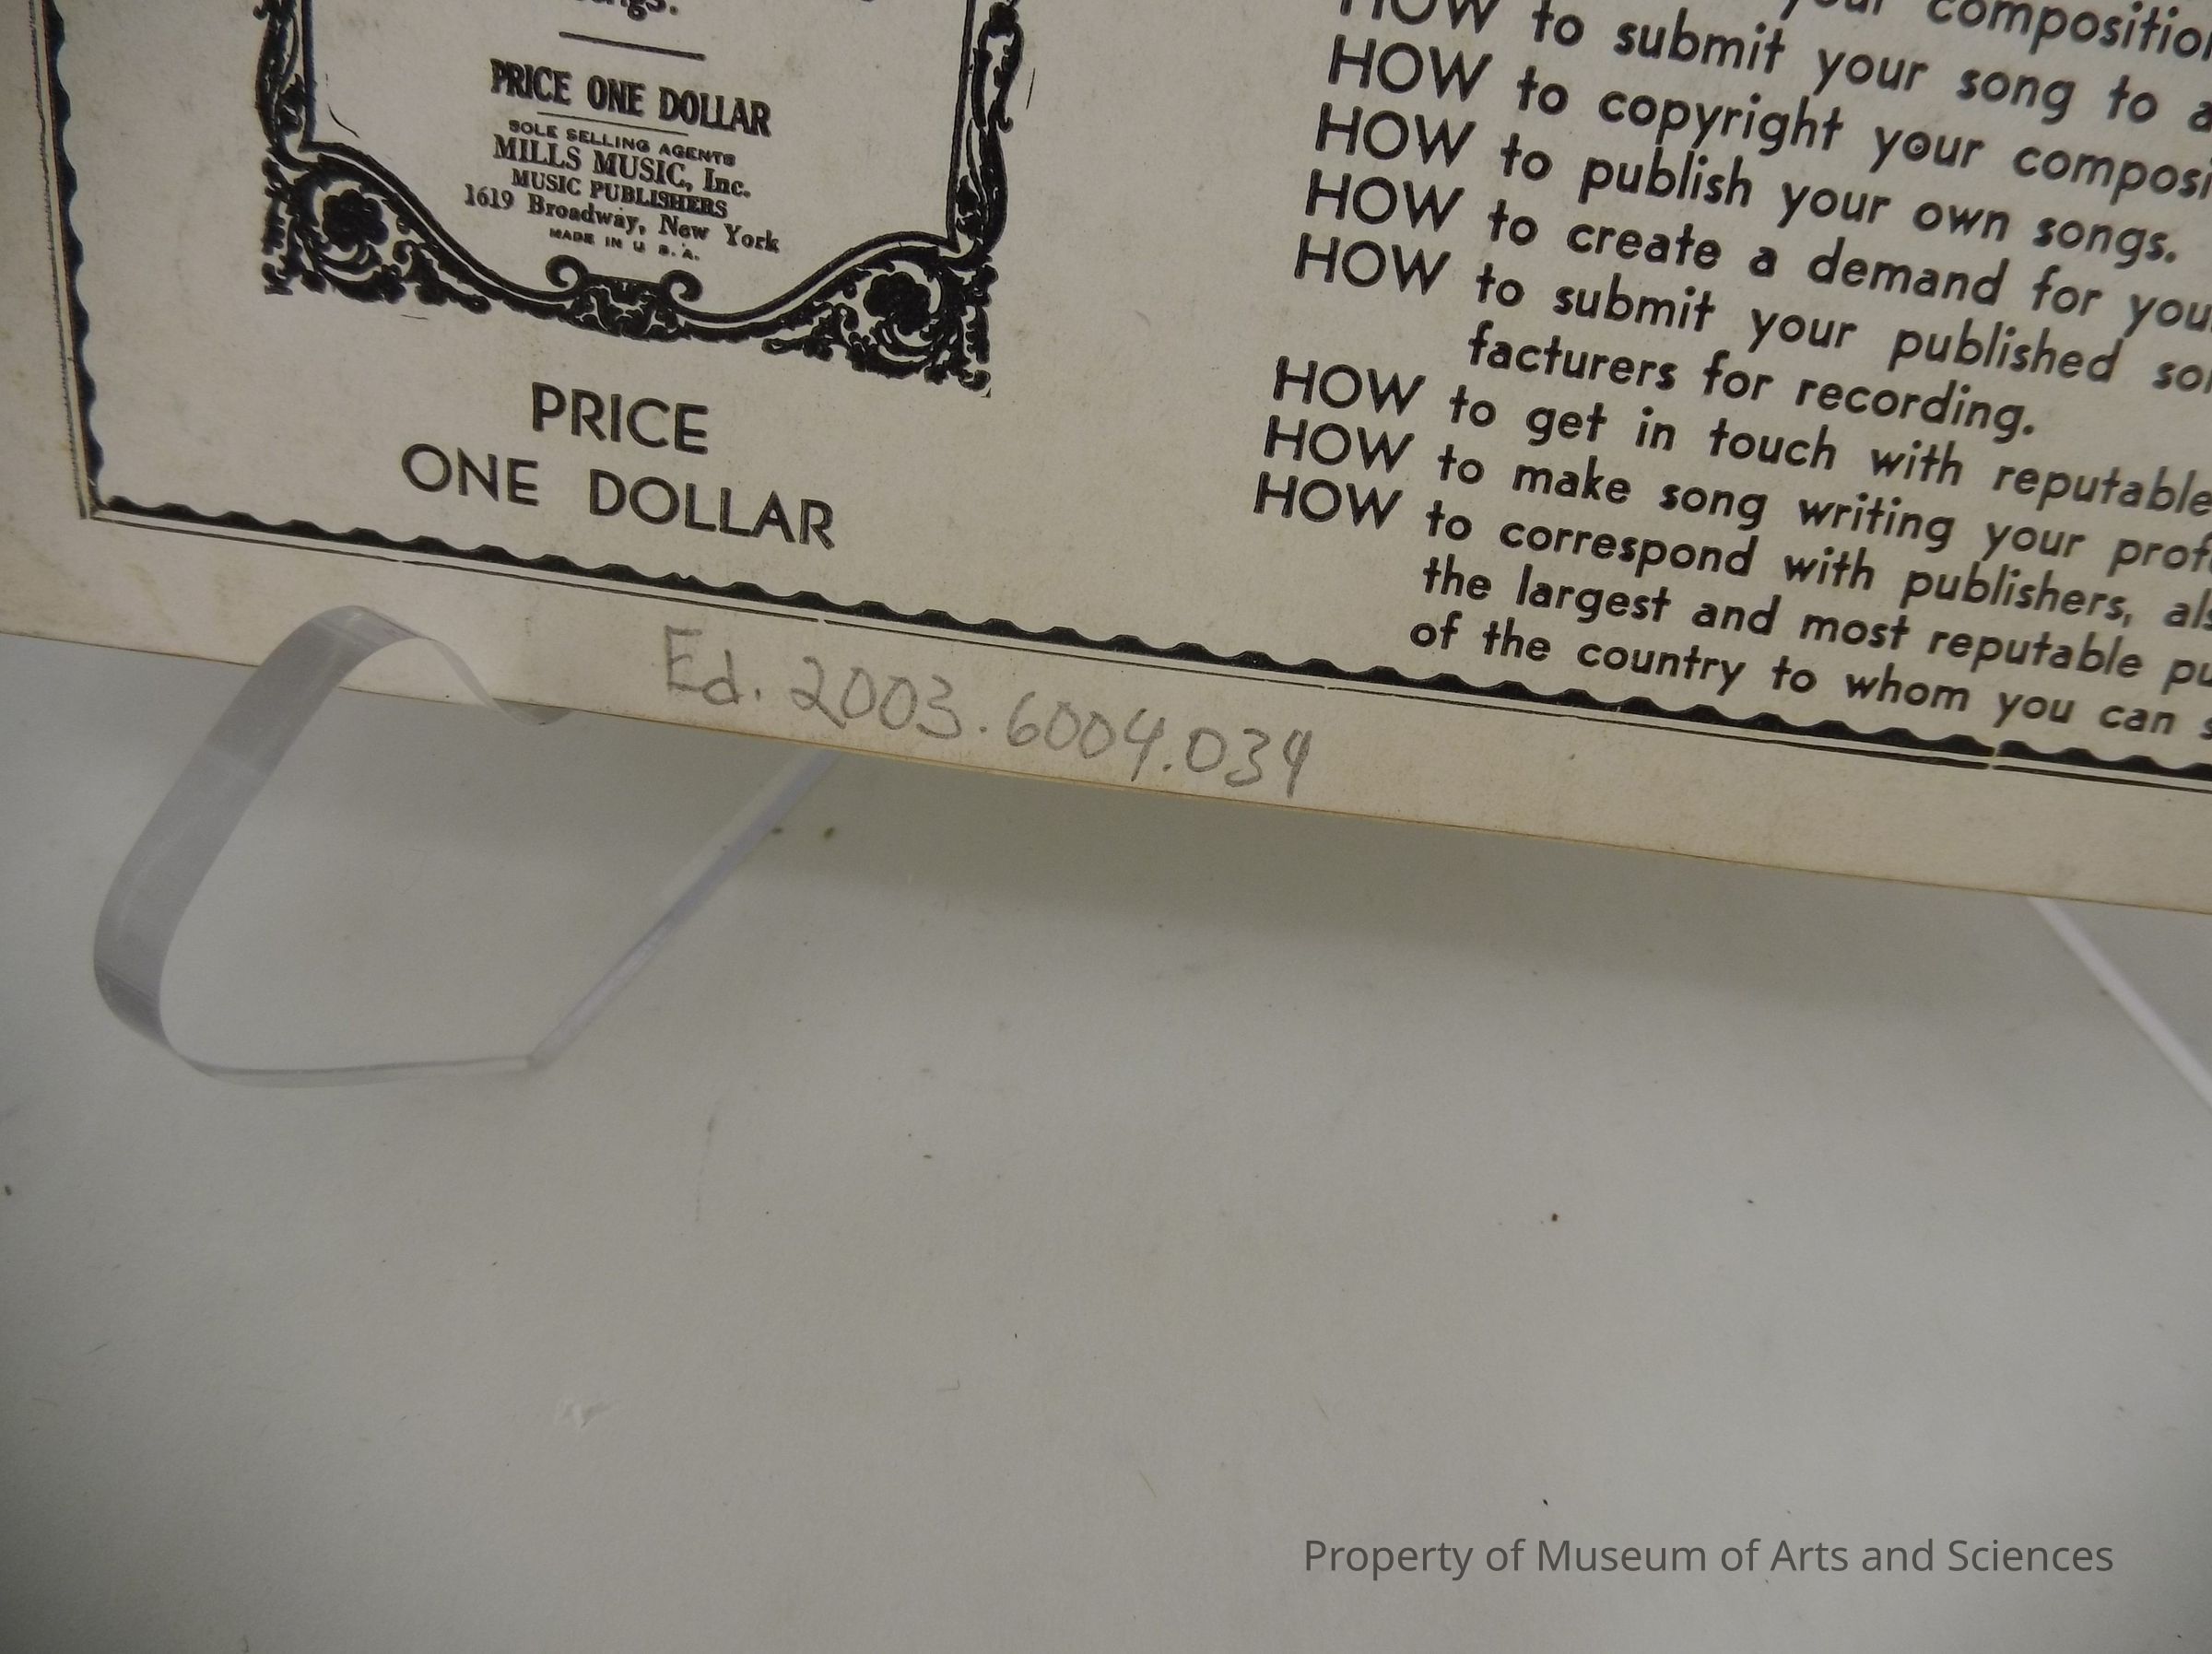 PRICE ONE DOLLAR
SOLE SELLING AGENTS
MILLS MUSIC, Inc.
MUSIC PUBLISHERS
1619 Broadway, New York
MADE IN U.S.A.
PRICE
ONE DOLLAR
your
HOW to submit your song to
HOW to copyright your
HOW to publish your own songs.
HOW to create a demand for
HOW to submit your published
facturers for recording.
HOW to get in touch with reputable
HOW to make song writing your
HOW to correspond with publishers,
the largest and most reputable
of the country to whom you can
Ed. 2003.6004.034
Property of Museum of Arts and Sciences